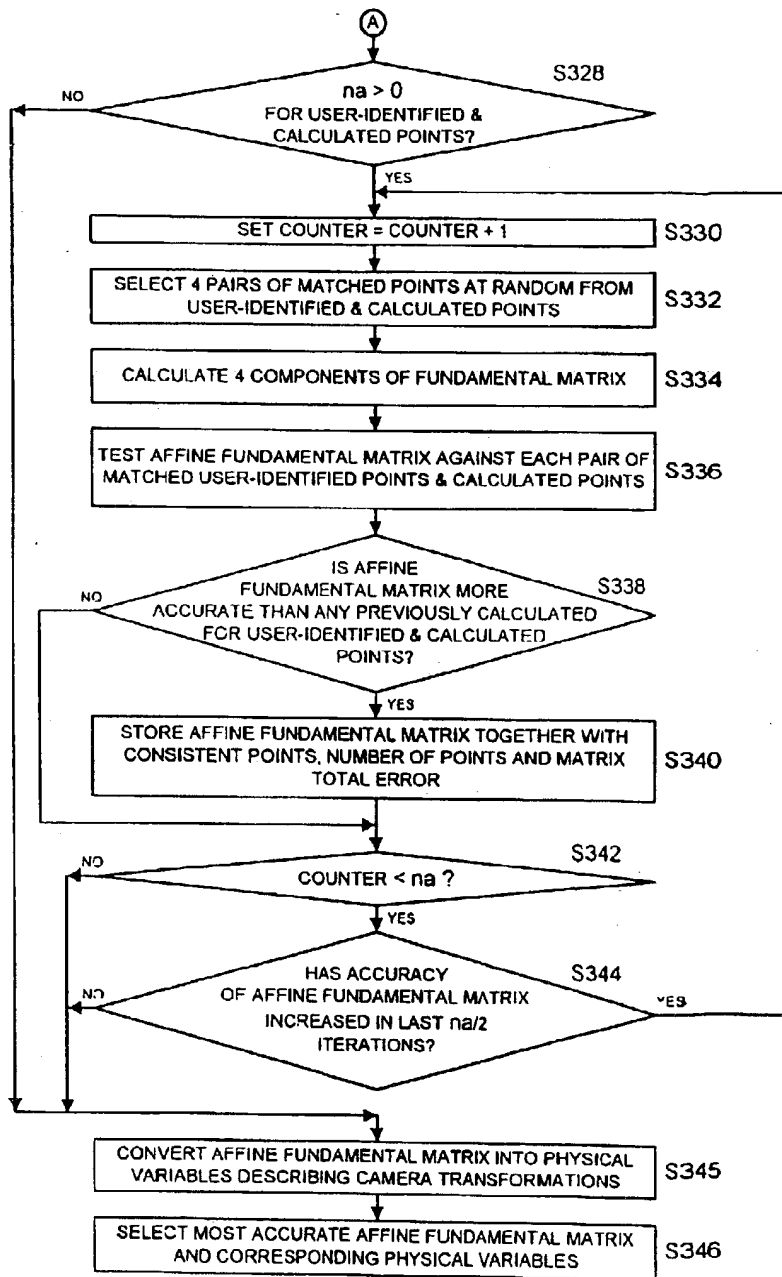 A
S328
na > 0
FOR USER-IDENTIFIED &
CALCULATED POINTS?
NO
YES
SET COUNTER = COUNTER + 1
S330
SELECT 4 PAIRS OF MATCHED POINTS AT RANDOM FROM
USER-IDENTIFIED & CALCULATED POINTS
S332
CALCULATE 4 COMPONENTS OF FUNDAMENTAL MATRIX
S334
TEST AFFINE FUNDAMENTAL MATRIX AGAINST EACH PAIR OF
MATCHED USER-IDENTIFIED POINTS & CALCULATED POINTS
S336
IS AFFINE
FUNDAMENTAL MATRIX MORE
ACCURATE THAN ANY PREVIOUSLY CALCULATED
FOR USER-IDENTIFIED & CALCULATED
POINTS?
S338
NO
YES
STORE AFFINE FUNDAMENTAL MATRIX TOGETHER WITH
CONSISTENT POINTS, NUMBER OF POINTS AND MATRIX
TOTAL ERROR
S340
S342
NO
COUNTER < na ?
YES
S344
HAS ACCURACY
OF AFFINE FUNDAMENTAL MATRIX
INCREASED IN LAST na/2
ITERATIONS?
NO
YES
CONVERT AFFINE FUNDAMENTAL MATRIX INTO PHYSICAL
VARIABLES DESCRIBING CAMERA TRANSFORMATIONS
S345
SELECT MOST ACCURATE AFFINE FUNDAMENTAL MATRIX
AND CORRESPONDING PHYSICAL VARIABLES
S346